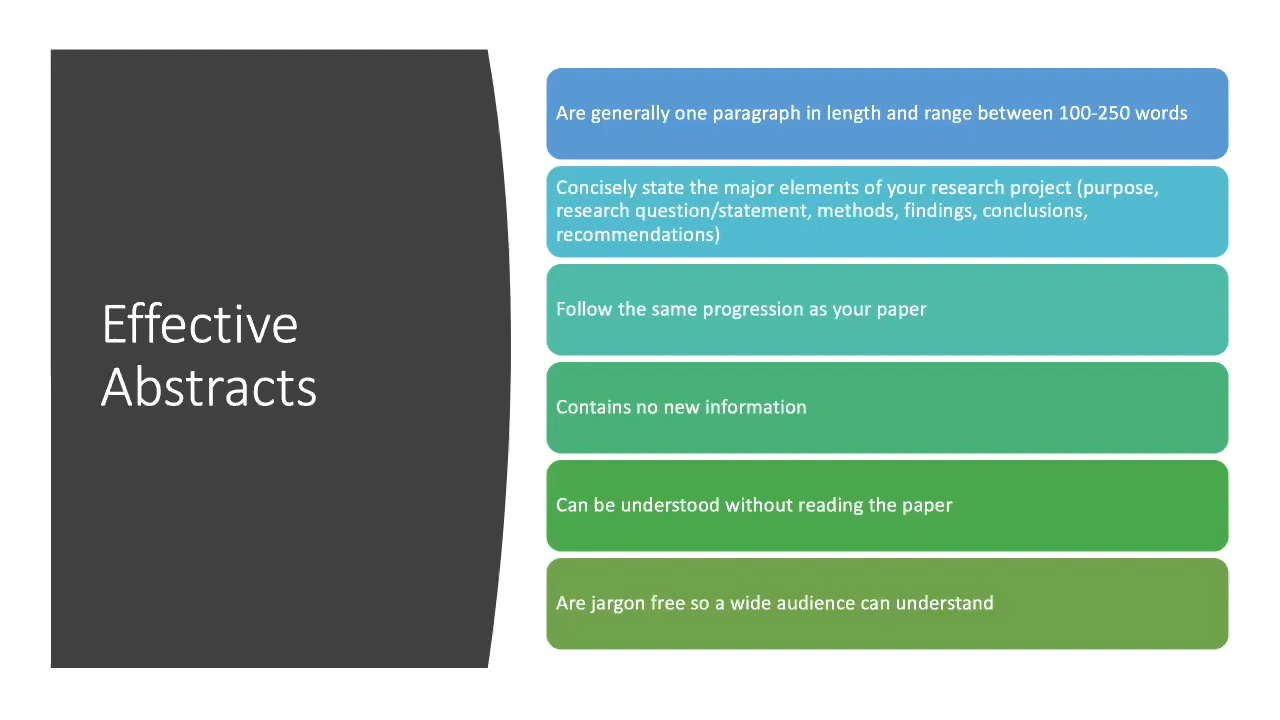 Effective
Abstracts
Are generally one paragraph in length and range between 100-250 words
Concisely state the major elements of your research project (purpose,
research question/statement, methods, findings, conclusions,
recommendations)
Follow the same progression as your paper
Contains no new information
Can be understood without reading the paper
Are jargon free so a wide audience can understand